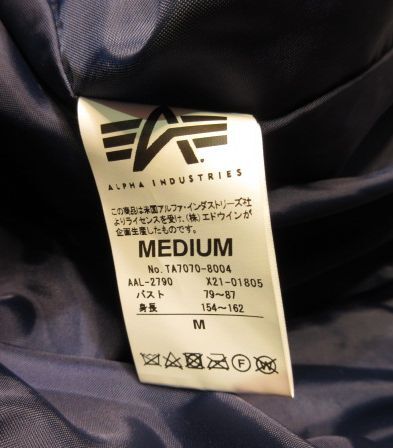 ALPHA INDUSTRIES
この商品は米国アルファ・インダストリーズ社
よりライセンスを受け、(株)エドウインが
企画生産したものです。
MEDIUM
No.TA7070-8004
AAL-2790 X21-01805
バスト 79~87
身長 154~162
M
F W